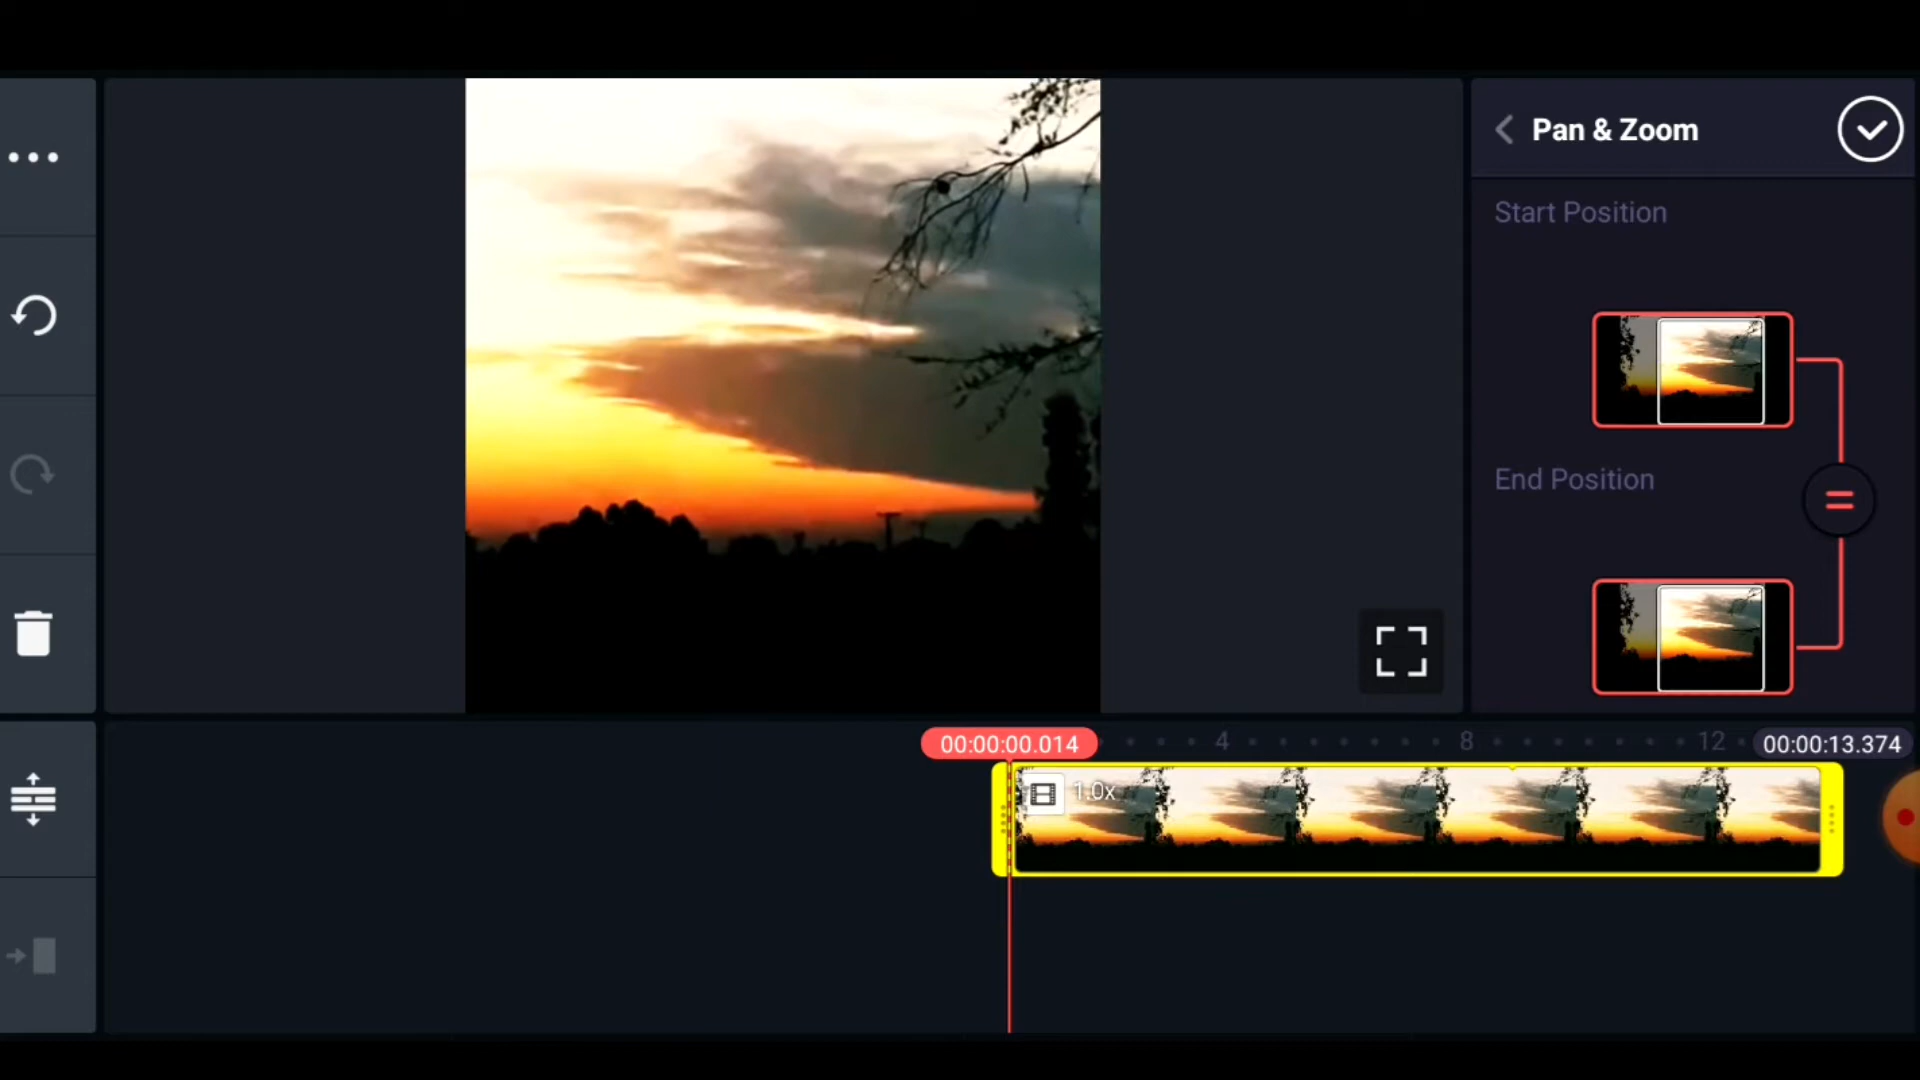 Pan & Zoom
Start Position
End Position
00:00:00.014
4
8
12
00:00:13.374
1.0x